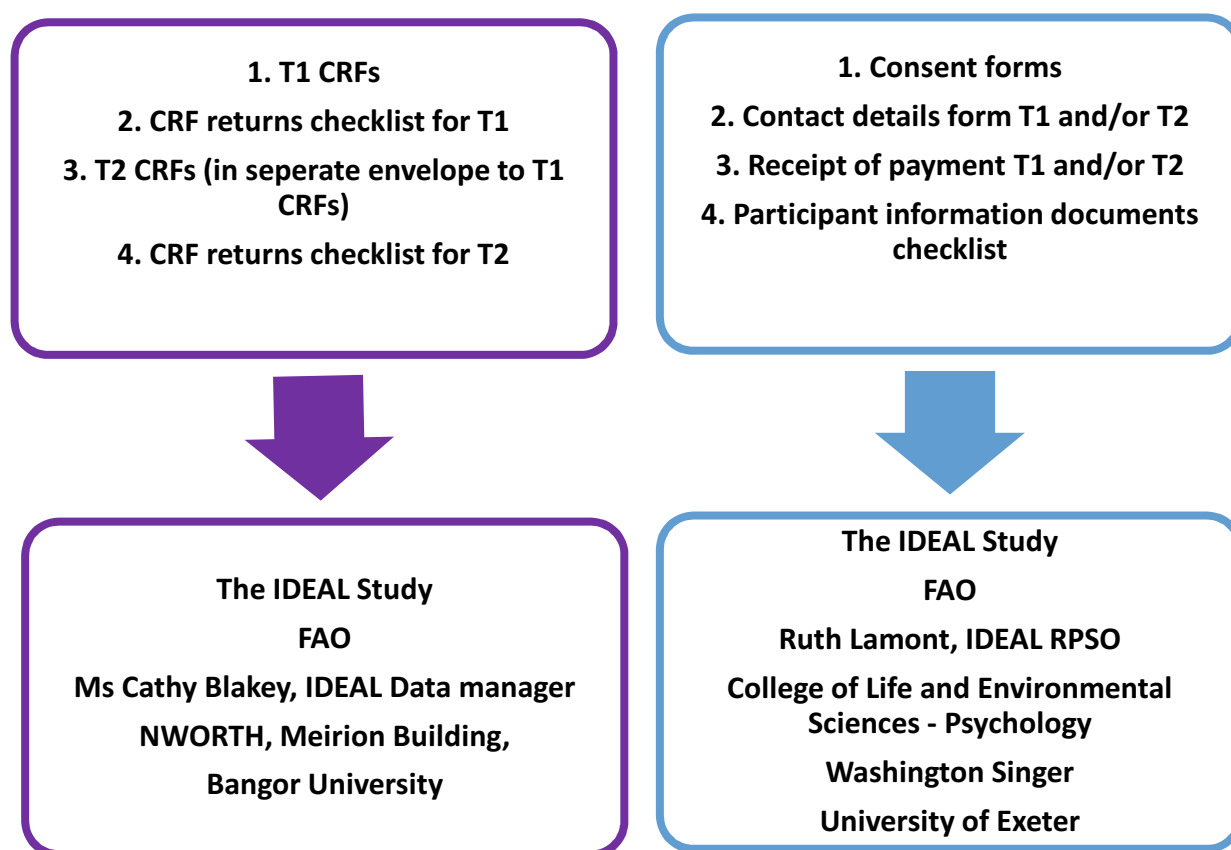 1. T1 CRFs
2. CRF returns checklist for T1
3. T2 CRFs (in seperate envelope to T1
CRFs)
4. CRF returns checklist for T2
1. Consent forms
2. Contact details form T1 and/or T2
3. Receipt of payment T1 and/or T2
4. Participant information documents
checklist
The IDEAL Study
FAO
Ms Cathy Blakey, IDEAL Data manager
NWORTH, Meirion Building,
Bangor University
The IDEAL Study
FAO
Ruth Lamont, IDEAL RPSO
College of Life and Environmental
Sciences - Psychology
Washington Singer
University of Exeter